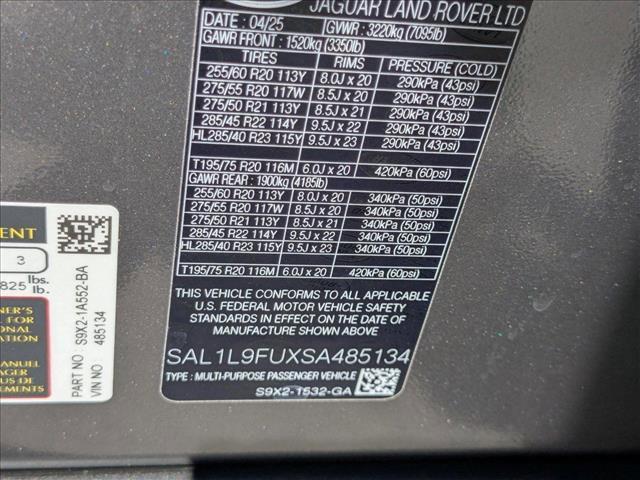 JAGUAR LAND ROVER LTD
DATE : 04/25 GVWR : 3220kg (7095lb)
GAWR FRONT : 1520kg (3350lb)
TIRES RIMS PRESSURE (COLD)
255/60 R20 113Y 8.0J x 20 290kPa (43psi)
275/55 R20 117W 8.5J x 20 290kPa (43psi)
275/50 R21 113Y 8.5J x 21 290kPa (43psi)
285/45 R22 114Y 9.5J x 22 290kPa (43psi)
HL285/40 R23 115Y 9.5J x 23 290kPa (43psi)
T195/75 R20 116M 6.0J x 20 420kPa (60psi)
GAWR REAR : 1900kg (4185lb)
255/60 R20 113Y 8.0J x 20 340kPa (50psi)
275/55 R20 117W 8.5J x 20 340kPa (50psi)
275/50 R21 113Y 8.5J x 21 340kPa (50psi)
285/45 R22 114Y 9.5J x 22 340kPa (50psi)
HL285/40 R23 115Y 9.5J x 23 340kPa (50psi)
T195/75 R20 116M 6.0J x 20 420kPa (60psi)
THIS VEHICLE CONFORMS TO ALL APPLICABLE
U.S. FEDERAL MOTOR VEHICLE SAFETY
STANDARDS IN EFFECT ON THE DATE OF
MANUFACTURE SHOWN ABOVE
SAL1L9FUXSA485134
TYPE : MULTI-PURPOSE PASSENGER VEHICLE
S9X2-1532-GA
3
825 lbs.
lb.
NER'S
FOR
ONAL
ATION
ANUEL
AGER
US DE
EMENTS
PART NO S9X2-1A552-BA
VIN NO 485134